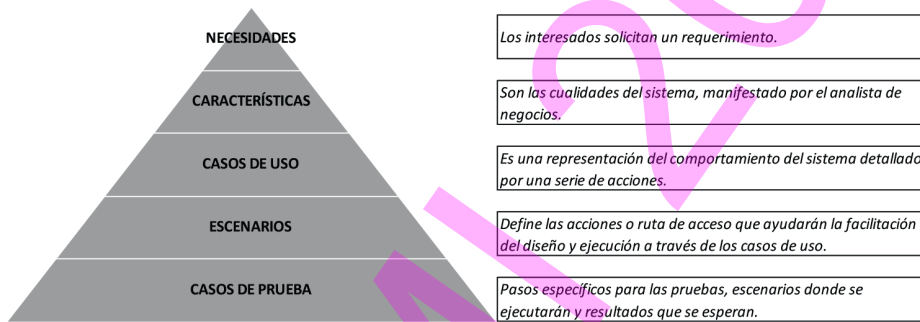 NECESIDADES
Los interesados solicitan un requerimiento.
CARACTERÍSTICAS
Son las cualidades del sistema, manifestado por el analista de
negocios.
CASOS DE USO
Es una representación del comportamiento del sistema detallado
por una serie de acciones.
ESCENARIOS
Define las acciones o ruta de acceso que ayudarán la facilitación
del diseño y ejecución a través de los casos de uso.
CASOS DE PRUEBA
Pasos específicos para las pruebas, escenarios donde se
ejecutarán y resultados que se esperan.